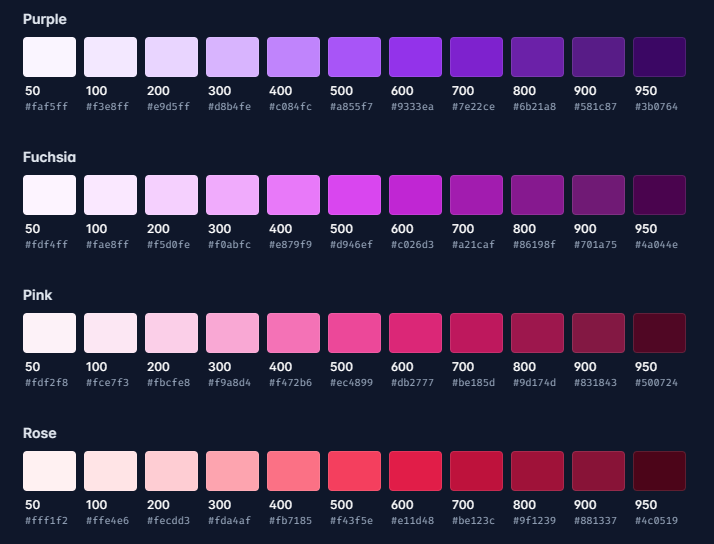 Purple
50 100 200 300 400 500 600 700 800 900 950
#faf5ff #f3e8ff #e9d5ff #d8b4fe #c084fc #a855f7 #9333ea #7e22ce #6b21a8 #581c87 #3b0764
Fuchsia
50 100 200 300 400 500 600 700 800 900 950
#fdf4ff #fae8ff #f5d0fe #f0abfc #e879f9 #d946ef #c026d3 #a21caf #86198f #701a75 #4a044e
Pink
50 100 200 300 400 500 600 700 800 900 950
#fdf2f8 #fce7f3 #fbcfe8 #f9a8d4 #f472b6 #ec4899 #db2777 #be185d #9d174d #831843 #500724
Rose
50 100 200 300 400 500 600 700 800 900 950
#fff1f2 #ffe4e6 #fecdd3 #fda4af #fb7185 #f43f5e #e11d48 #be123c #9f1239 #881337 #4c0519